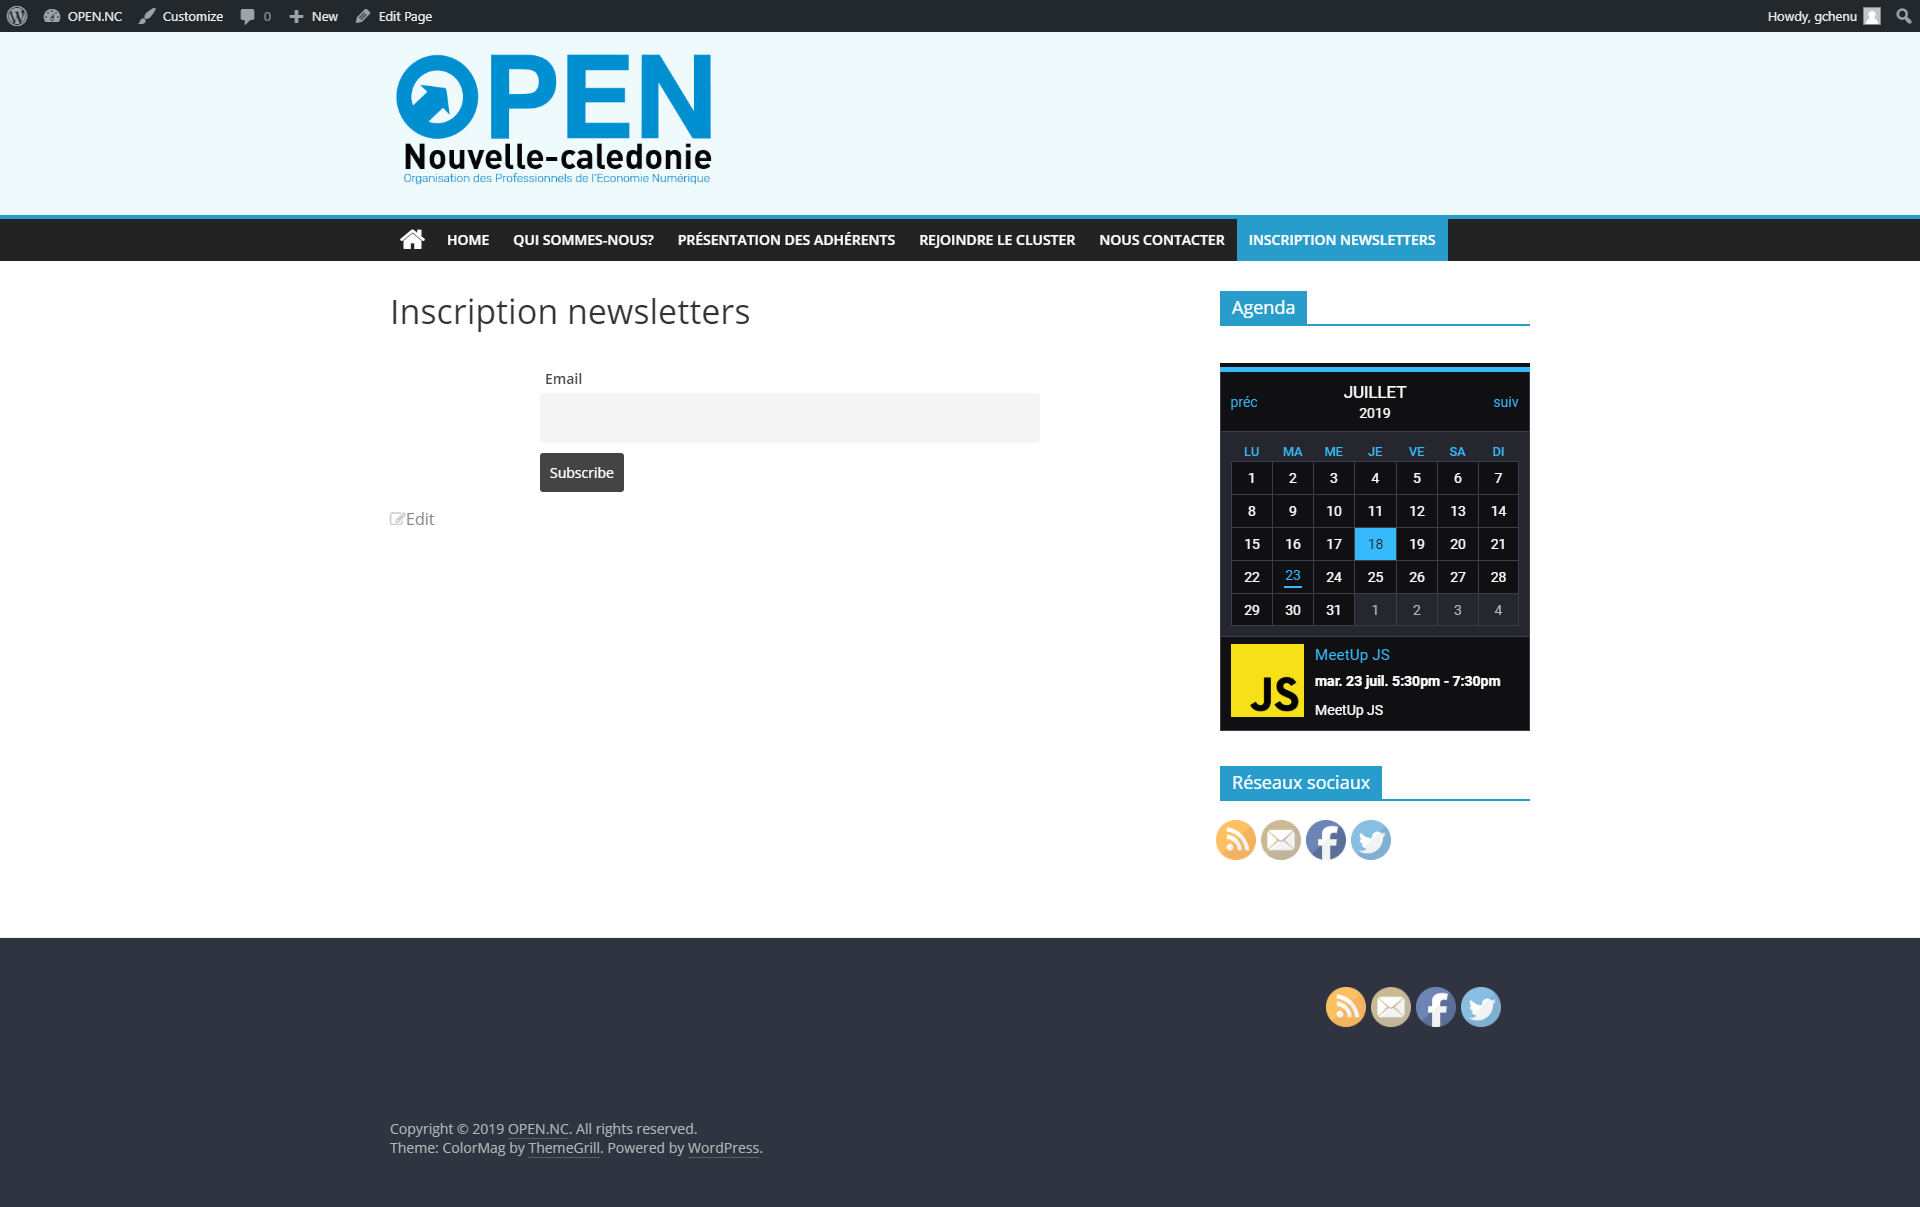 OPEN.NC Customize 0 New Edit Page Howdy, gchenu
OPEN
Nouvelle-caledonie
Organisation des Professionnels de l'Economie Numérique
HOME QUI SOMMES-NOUS? PRÉSENTATION DES ADHÉRENTS REJOINDRE LE CLUSTER NOUS CONTACTER INSCRIPTION NEWSLETTERS
Inscription newsletters
Email
Subscribe
Edit
Agenda
préc JUILLET suiv
2019
LU MA ME JE VE SA DI
1 2 3 4 5 6 7
8 9 10 11 12 13 14
15 16 17 18 19 20 21
22 23 24 25 26 27 28
29 30 31 1 2 3 4
JS
MeetUp JS
mar. 23 juil. 5:30pm - 7:30pm
MeetUp JS
Réseaux sociaux
Copyright © 2019 OPEN.NC. All rights reserved.
Theme: ColorMag by ThemeGrill. Powered by WordPress.